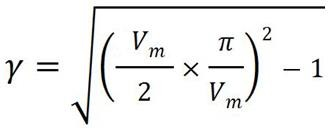 γ = √((V_m/2 × π/V_m)² − 1)